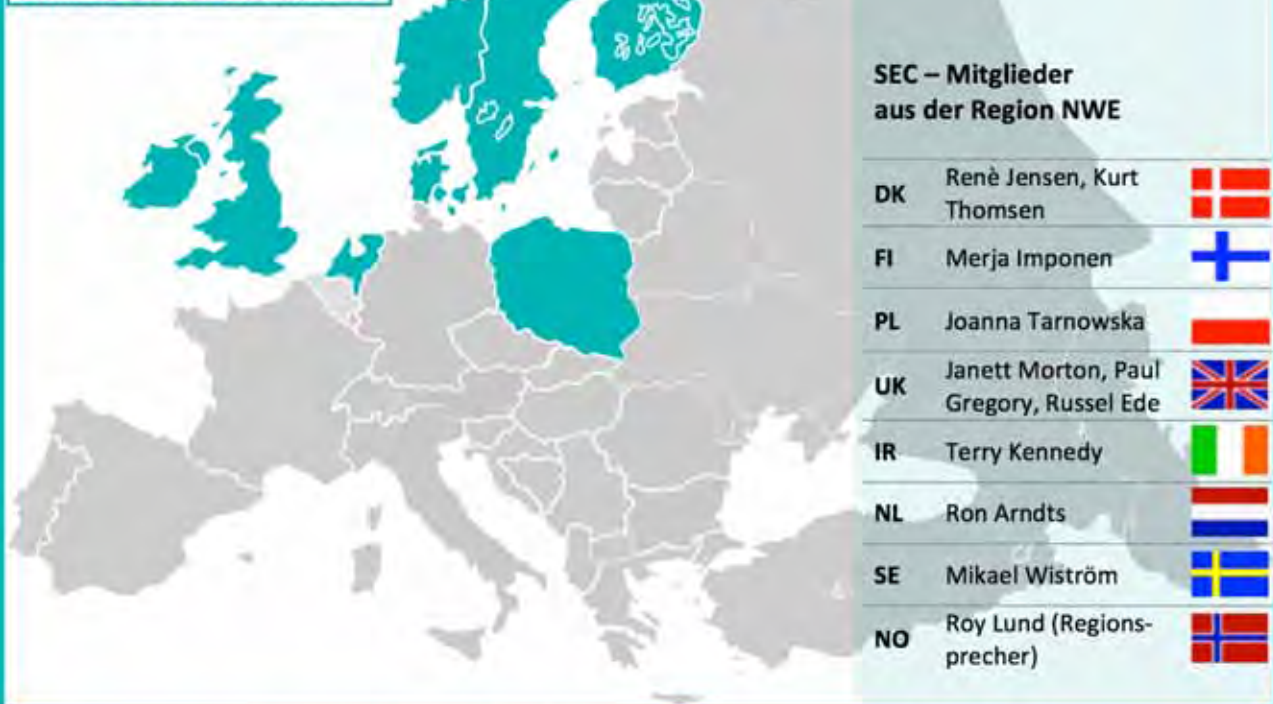 SEC – Mitglieder
aus der Region NWE
DK Renè Jensen, Kurt
Thomsen
FI Merja Imponen
PL Joanna Tarnowska
UK Janett Morton, Paul
Gregory, Russel Ede
IR Terry Kennedy
NL Ron Arndts
SE Mikael Wiström
NO Roy Lund (Regions-
precher)